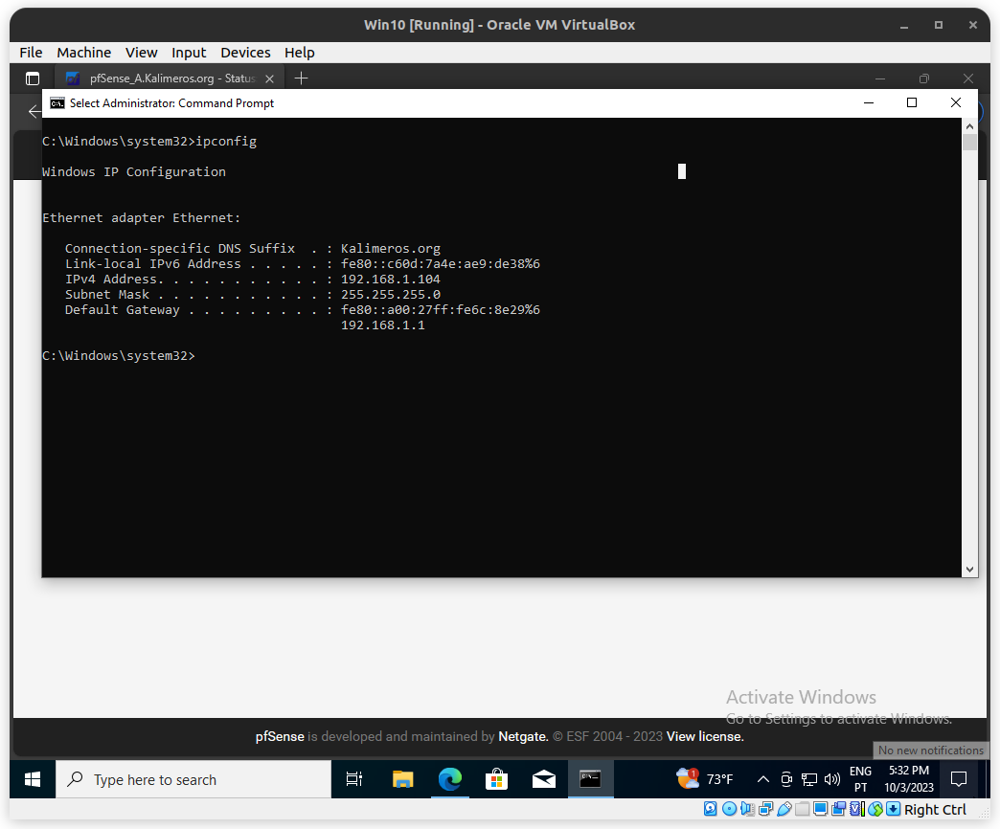 Win10 [Running] - Oracle VM VirtualBox
File Machine View Input Devices Help
pfSense_A.Kalimeros.org - Status
Select Administrator: Command Prompt
C:\Windows\system32>ipconfig
Windows IP Configuration
Ethernet adapter Ethernet:
Connection-specific DNS Suffix  . : Kalimeros.org
Link-local IPv6 Address . . . . . : fe80::c60d:7a4e:ae9:de38%6
IPv4 Address. . . . . . . . . . . : 192.168.1.104
Subnet Mask . . . . . . . . . . . : 255.255.255.0
Default Gateway . . . . . . . . . : fe80::a00:27ff:fe6c:8e29%6
192.168.1.1
C:\Windows\system32>
Activate Windows
Go to Settings to activate Windows.
pfSense is developed and maintained by Netgate. © ESF 2004 - 2023 View license.
No new notifications
Type here to search
1
73°F
ENG
PT
5:32 PM
10/3/2023
Right Ctrl